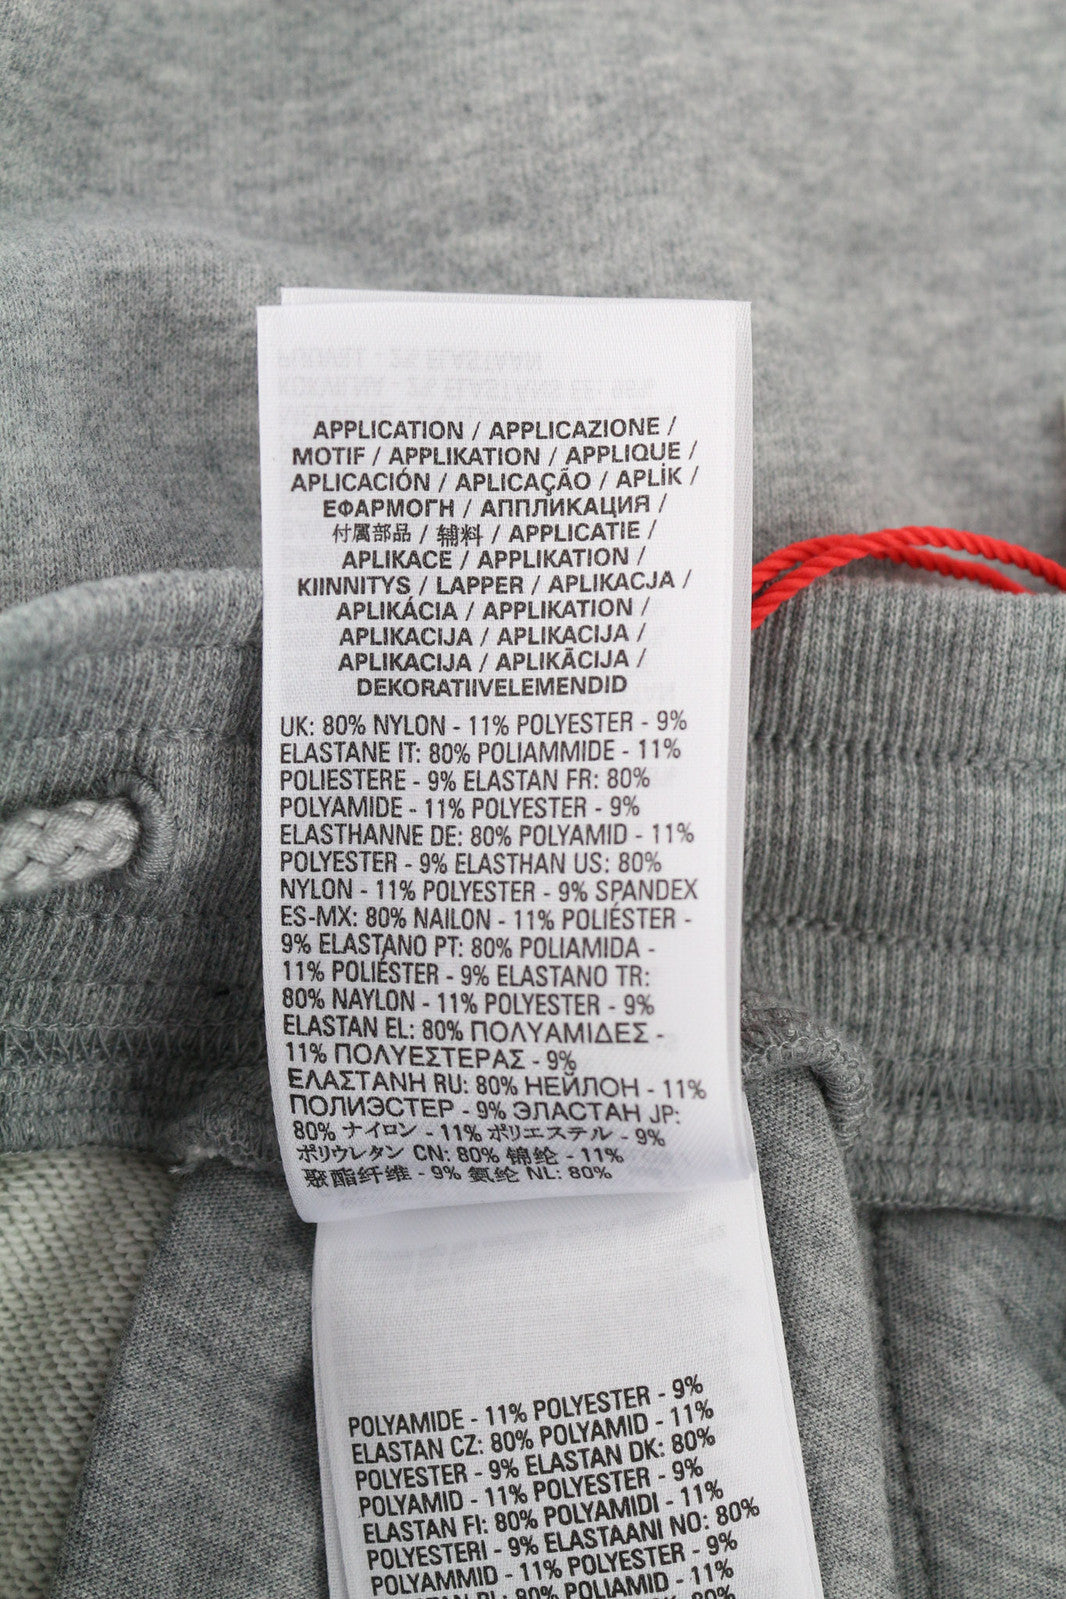 APPLICATION / APPLICAZIONE /
MOTIF / APPLIKATION / APPLIQUE /
APLICACIÓN / APLICAÇÃO / APLİK /
ΕΦΑΡΜΟΓΗ / АППЛИКАЦИЯ /
付属部品 / 辅料 / APPLICATIE /
APLIKACE / APPLIKATION /
KIINNITYS / LAPPER / APLIKACJA /
APLIKÁCIA / APPLIKATION /
APLIKACIJA / APLIKACIJA /
APLIKACIJA / APLIKĀCIJA /
DEKORATIIVELEMENDID
UK: 80% NYLON - 11% POLYESTER - 9%
ELASTANE IT: 80% POLIAMMIDE - 11%
POLIESTERE - 9% ELASTAN FR: 80%
POLYAMIDE - 11% POLYESTER - 9%
ELASTHANNE DE: 80% POLYAMID - 11%
POLYESTER - 9% ELASTHAN US: 80%
NYLON - 11% POLYESTER - 9% SPANDEX
ES-MX: 80% NAILON - 11% POLIÉSTER -
9% ELASTANO PT: 80% POLIAMIDA -
11% POLIÉSTER - 9% ELASTANO TR:
80% NAYLON - 11% POLYESTER - 9%
ELASTAN EL: 80% ΠΟΛΥΑΜΙΔΕΣ -
11% ΠΟΛΥΕΣΤΕΡΑΣ - 9%
ΕΛΑΣΤΑΝΗ RU: 80% НЕЙЛОН - 11%
ПОЛИЭСТЕР - 9% ЭЛАСТАН JP:
80% ナイロン - 11% ポリエステル - 9%
ポリウレタン CN: 80% 锦纶 - 11%
聚酯纤维 - 9% 氨纶 NL: 80%
POLYAMIDE - 11% POLYESTER - 9%
ELASTAN CZ: 80% POLYAMID - 11%
POLYESTER - 9% ELASTAN DK: 80%
POLYAMID - 11% POLYESTER - 9%
ELASTAN FI: 80% POLYAMIDI - 11%
POLYESTERI - 9% ELASTAANI NO: 80%
POLYAMMID - 11% POLYESTER - 9%
80% POLIAMID - 11%